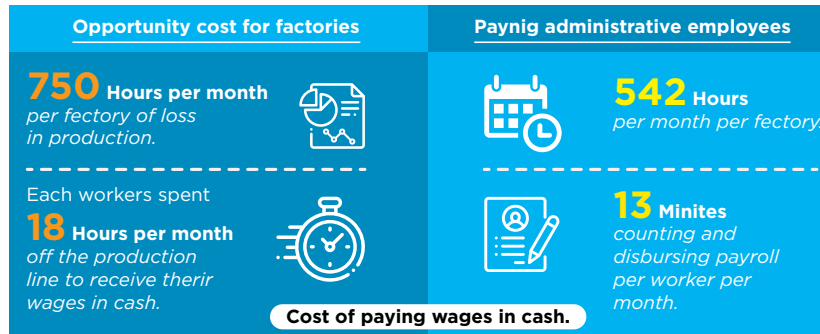 Opportunity cost for factories
750 Hours per month
per fectory of loss
in production.
Each workers spent
18 Hours per month
off the production
line to receive therir
wages in cash.
Paynig administrative employees
542 Hours
per month per fectory.
13 Minites
counting and
disbursing payroll
per worker per
month.
Cost of paying wages in cash.